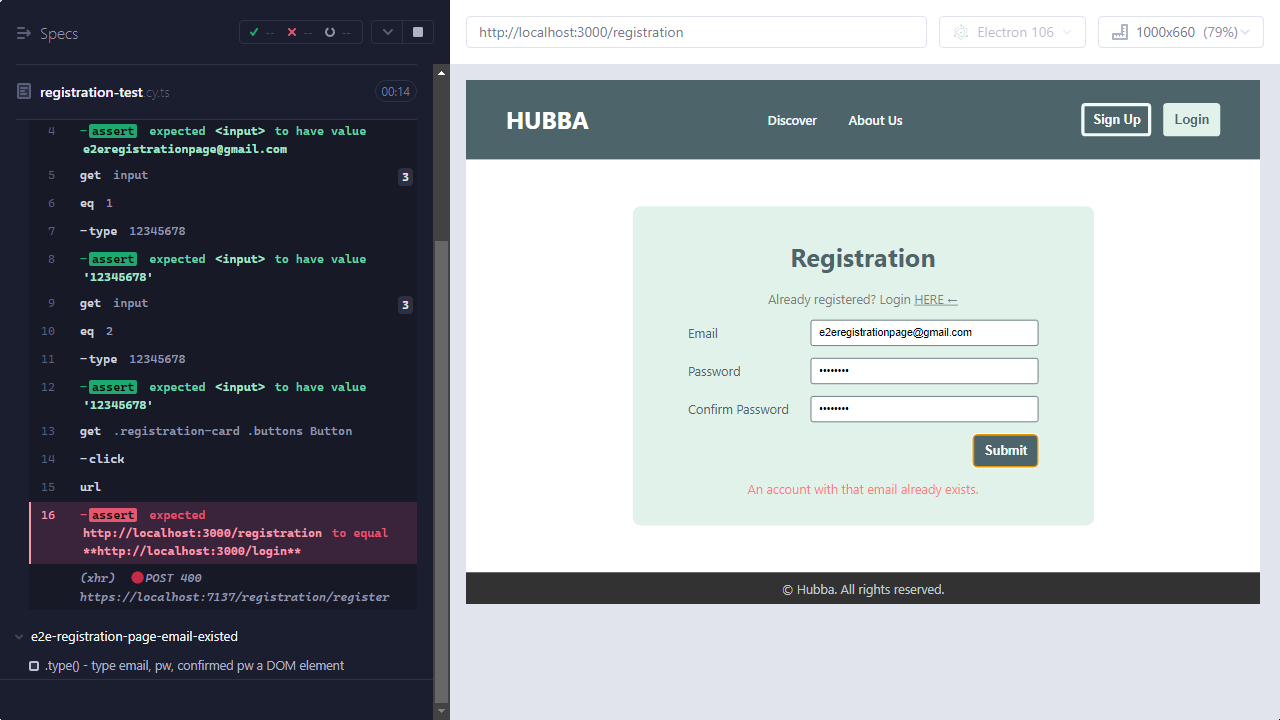 Specs
-- -- --
registration-test.cy.ts 00:14
4 -assert expected <input> to have value
e2eregistrationpage@gmail.com
5 get input 3
6 eq 1
7 -type 12345678
8 -assert expected <input> to have value
'12345678'
9 get input 3
10 eq 2
11 -type 12345678
12 -assert expected <input> to have value
'12345678'
13 get .registration-card .buttons Button
14 -click
15 url
16 -assert expected
http://localhost:3000/registration to equal
**http://localhost:3000/login**
(xhr) POST 400
https://localhost:7137/registration/register
e2e-registration-page-email-existed
.type() - type email, pw, confirmed pw a DOM element
http://localhost:3000/registration
Electron 106
1000x660 (79%)
HUBBA
Discover
About Us
Sign Up
Login
Registration
Already registered? Login HERE ←
Email e2eregistrationpage@gmail.com
Password ••••••••
Confirm Password ••••••••
Submit
An account with that email already exists.
© Hubba. All rights reserved.